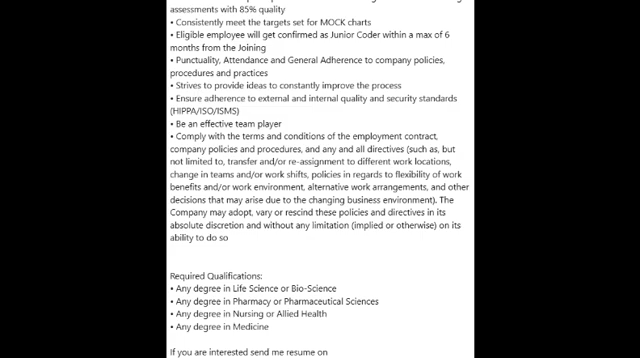 assessments with 85% quality
• Consistently meet the targets set for MOCK charts
• Eligible employee will get confirmed as Junior Coder within a max of 6
months from the Joining
• Punctuality, Attendance and General Adherence to company policies,
procedures and practices
• Strives to provide ideas to constantly improve the process
• Ensure adherence to external and internal quality and security standards
(HIPPA/ISO/ISMS)
• Be an effective team player
• Comply with the terms and conditions of the employment contract,
company policies and procedures, and any and all directives (such as, but
not limited to, transfer and/or re-assignment to different work locations,
change in teams and/or work shifts, policies in regards to flexibility of work
benefits and/or work environment, alternative work arrangements, and other
decisions that may arise due to the changing business environment). The
Company may adopt, vary or rescind these policies and directives in its
absolute discretion and without any limitation (implied or otherwise) on its
ability to do so
Required Qualifications:
• Any degree in Life Science or Bio-Science
• Any degree in Pharmacy or Pharmaceutical Sciences
• Any degree in Nursing or Allied Health
• Any degree in Medicine
If you are interested send me resume on